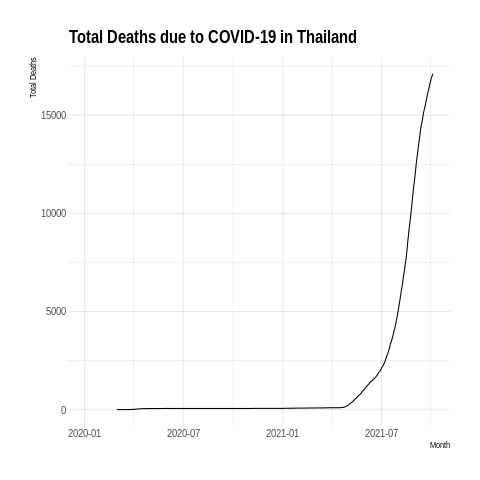 Total Deaths due to COVID-19 in Thailand
Total Deaths
15000
10000
5000
0
2020-01 2020-07 2021-01 2021-07
Month